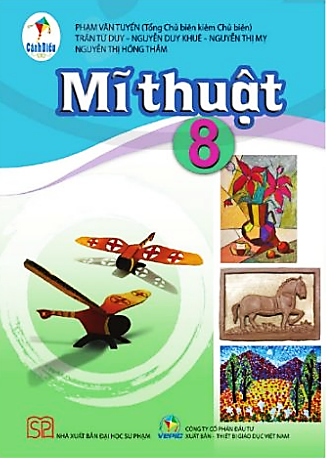 Cánh Diều
PHẠM VĂN TUYẾN (Tổng Chủ biên kiêm Chủ biên)
TRẦN TỪ DUY – NGUYỄN DUY KHUÊ – NGUYỄN THỊ MỴ
NGUYỄN THỊ HỒNG THẮM
Mĩ thuật
8
SP
NHÀ XUẤT BẢN ĐẠI HỌC SƯ PHẠM
VEPIC
CÔNG TY CỔ PHẦN ĐẦU TƯ
XUẤT BẢN – THIẾT BỊ GIÁO DỤC VIỆT NAM